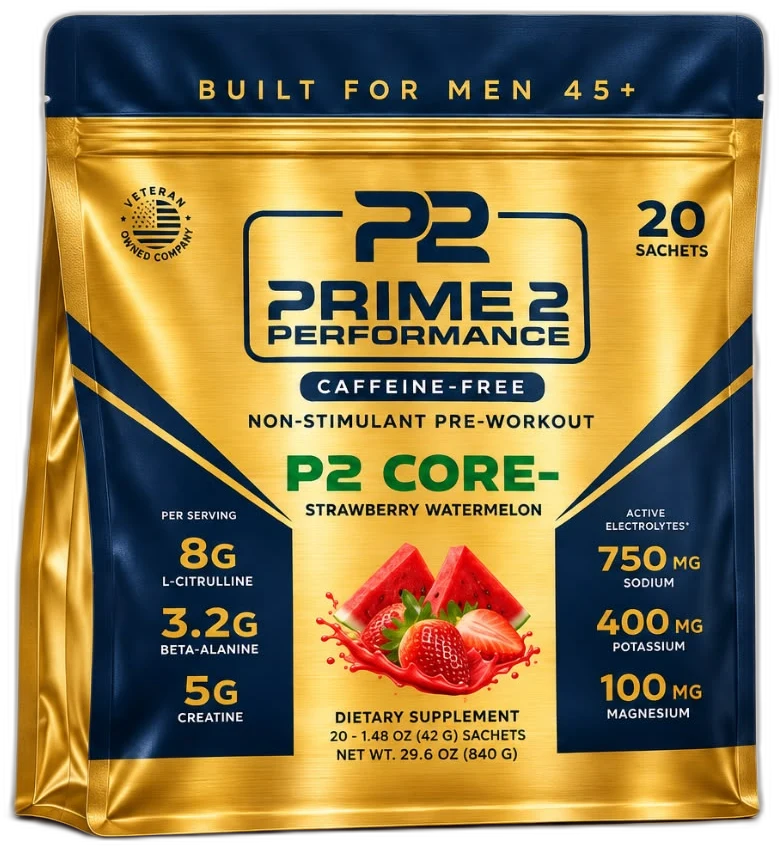 BUILT FOR MEN 45+
VETERAN
OWNED COMPANY
P2
PRIME 2
PERFORMANCE
20
SACHETS
CAFFEINE-FREE
NON-STIMULANT PRE-WORKOUT
P2 CORE-
STRAWBERRY WATERMELON
PER SERVING
8G
L-CITRULLINE
3.2G
BETA-ALANINE
5G
CREATINE
ACTIVE
ELECTROLYTES*
750 MG
SODIUM
400 MG
POTASSIUM
100 MG
MAGNESIUM
DIETARY SUPPLEMENT
20 - 1.48 OZ (42 G) SACHETS
NET WT. 29.6 OZ (840 G)